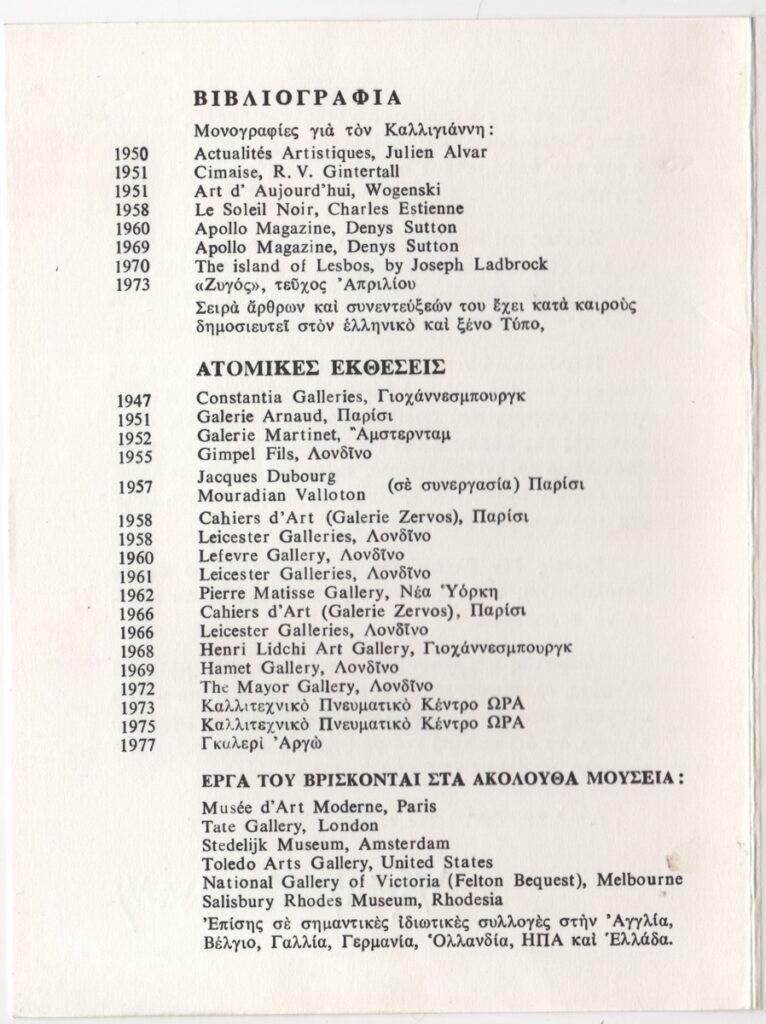 ΒΙΒΛΙΟΓΡΑΦΙΑ
Μονογραφίες γιὰ τὸν Καλλιγιάννη:
1950 Actualités Artistiques, Julien Alvar
1951 Cimaise, R. V. Gintertall
1951 Art d' Aujourd'hui, Wogenski
1958 Le Soleil Noir, Charles Estienne
1960 Apollo Magazine, Denys Sutton
1969 Apollo Magazine, Denys Sutton
1970 The island of Lesbos, by Joseph Ladbrock
1973 «Ζυγός», τεῦχος Ἀπριλίου
Σειρὰ ἄρθρων καὶ συνεντεύξεών του ἔχει κατὰ καιροὺς
δημοσιευτεῖ στὸν ἑλληνικὸ καὶ ξένο Τύπο,
ΑΤΟΜΙΚΕΣ ΕΚΘΕΣΕΙΣ
1947 Constantia Galleries, Γιοχάννεσμπουργκ
1951 Galerie Arnaud, Παρίσι
1952 Galerie Martinet, Ἄμστερνταμ
1955 Gimpel Fils, Λονδῖνο
1957 Jacques Dubourg
Mouradian Valloton (σὲ συνεργασία) Παρίσι
1958 Cahiers d'Art (Galerie Zervos), Παρίσι
1958 Leicester Galleries, Λονδῖνο
1960 Lefevre Gallery, Λονδῖνο
1961 Leicester Galleries, Λονδῖνο
1962 Pierre Matisse Gallery, Νέα Ὑόρκη
1966 Cahiers d'Art (Galerie Zervos), Παρίσι
1966 Leicester Galleries, Λονδῖνο
1968 Henri Lidchi Art Gallery, Γιοχάννεσμπουργκ
1969 Hamet Gallery, Λονδῖνο
1972 The Mayor Gallery, Λονδῖνο
1973 Καλλιτεχνικὸ Πνευματικὸ Κέντρο ΩΡΑ
1975 Καλλιτεχνικὸ Πνευματικὸ Κέντρο ΩΡΑ
1977 Γκαλερὶ Ἀργὼ
ΕΡΓΑ ΤΟΥ ΒΡΙΣΚΟΝΤΑΙ ΣΤΑ ΑΚΟΛΟΥΘΑ ΜΟΥΣΕΙΑ:
Musée d'Art Moderne, Paris
Tate Gallery, London
Stedelijk Museum, Amsterdam
Toledo Arts Gallery, United States
National Gallery of Victoria (Felton Bequest), Melbourne
Salisbury Rhodes Museum, Rhodesia
Ἐπίσης σὲ σημαντικὲς ἰδιωτικὲς συλλογὲς στὴν Ἀγγλία,
Βέλγιο, Γαλλία, Γερμανία, Ὁλλανδία, ΗΠΑ καὶ Ἑλλάδα.